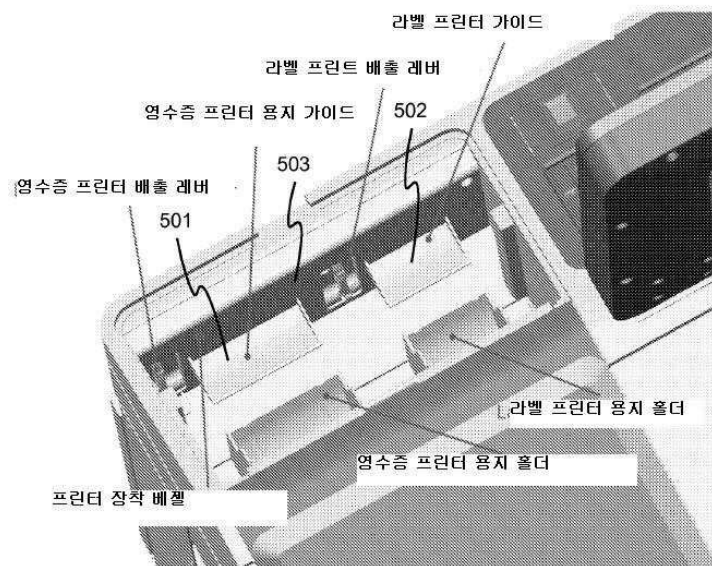 라벨 프린터 가이드
라벨 프린트 배출 레버
영수증 프린터 용지 가이드
502
503
영수증 프린터 배출 레버
501
라벨 프린터 용지 홀더
영수증 프린터 용지 홀더
프린터 장착 베젤